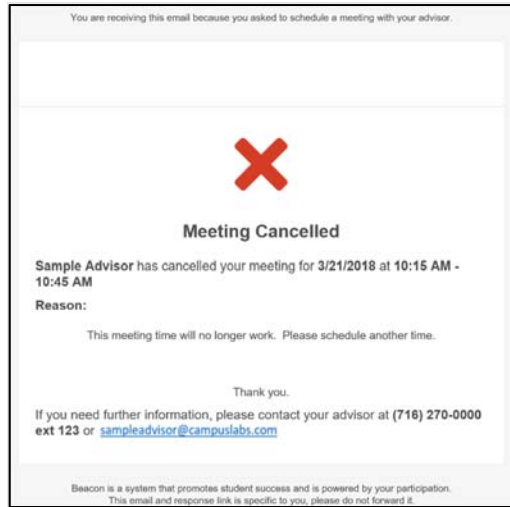 You are receiving this email because you asked to schedule a meeting with your advisor.
Meeting Cancelled
Sample Advisor has cancelled your meeting for 3/21/2018 at 10:15 AM -
10:45 AM
Reason:
This meeting time will no longer work. Please schedule another time.
Thank you.
If you need further information, please contact your advisor at (716) 270-0000
ext 123 or sampleadvisor@campuslabs.com
Beacon is a system that promotes student success and is powered by your participation.
This email and response link is specific to you, please do not forward it.